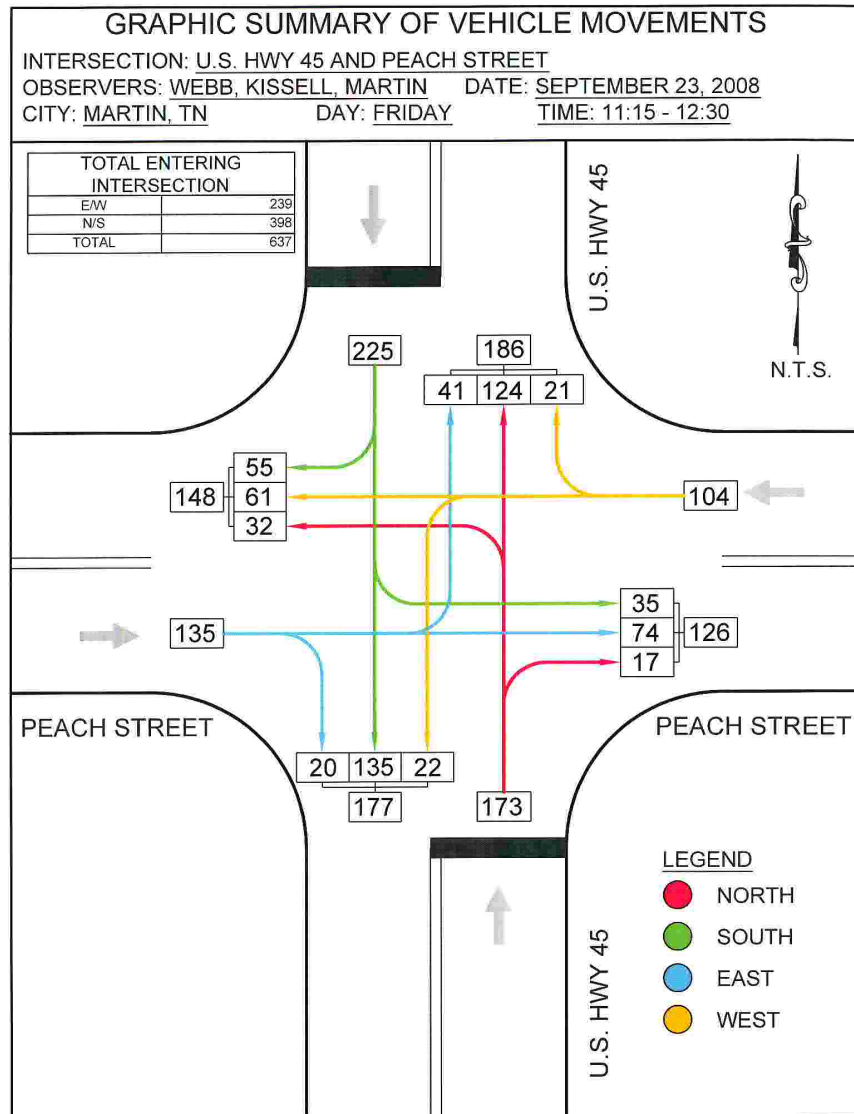 GRAPHIC SUMMARY OF VEHICLE MOVEMENTS
INTERSECTION: U.S. HWY 45 AND PEACH STREET
OBSERVERS: WEBB, KISSELL, MARTIN DATE: SEPTEMBER 23, 2008
CITY: MARTIN, TN DAY: FRIDAY TIME: 11:15 - 12:30
TOTAL ENTERING
INTERSECTION
E/W 239
N/S 398
TOTAL 637
U.S. HWY 45
N.T.S.
225
186
41 124 21
55
148
61
32
104
135
35
74
126
17
PEACH STREET
PEACH STREET
20 135 22
177
173
LEGEND
NORTH
SOUTH
EAST
WEST
U.S. HWY 45